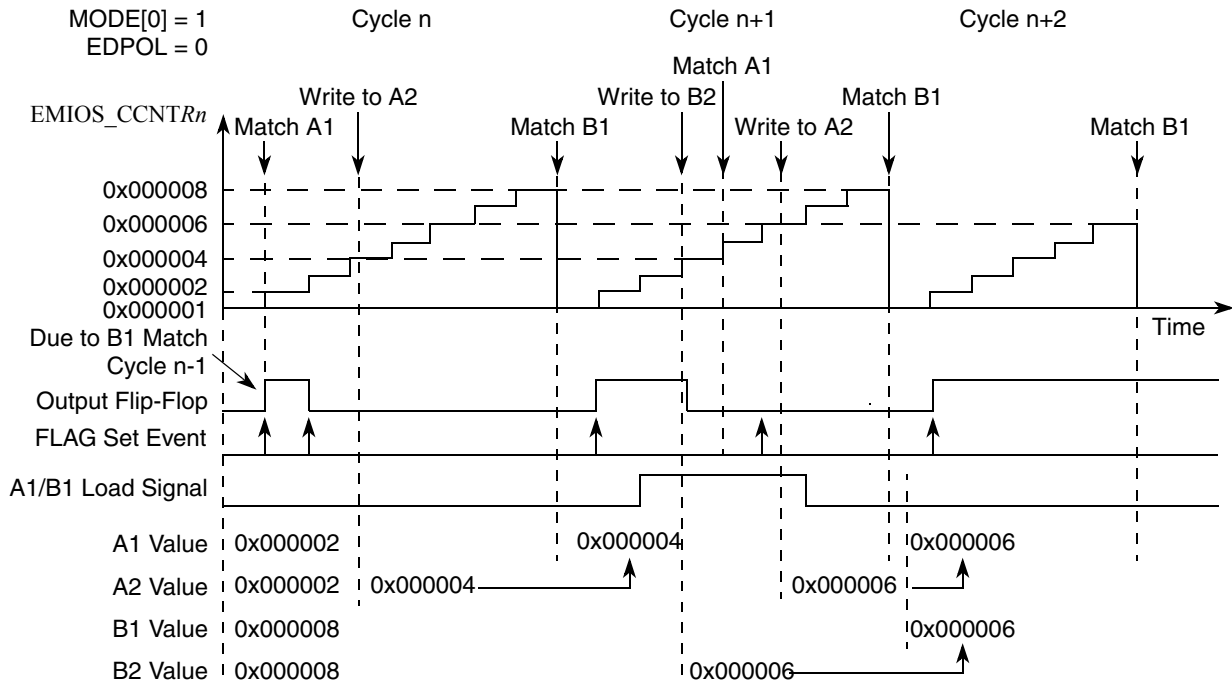 MODE[0] = 1
EDPOL = 0
Cycle n
Cycle n+1
Cycle n+2
EMIOS_CCNTRn
Match A1
Write to A2
Match B1
Write to B2
Match A1
Write to A2
Match B1
Match B1
0x000008
0x000006
0x000004
0x000002
0x000001
Time
Due to B1 Match
Cycle n-1
Output Flip-Flop
FLAG Set Event
A1/B1 Load Signal
A1 Value 0x000002 0x000004 0x000006
A2 Value 0x000002 0x000004 0x000006
B1 Value 0x000008 0x000006
B2 Value 0x000008 0x000006